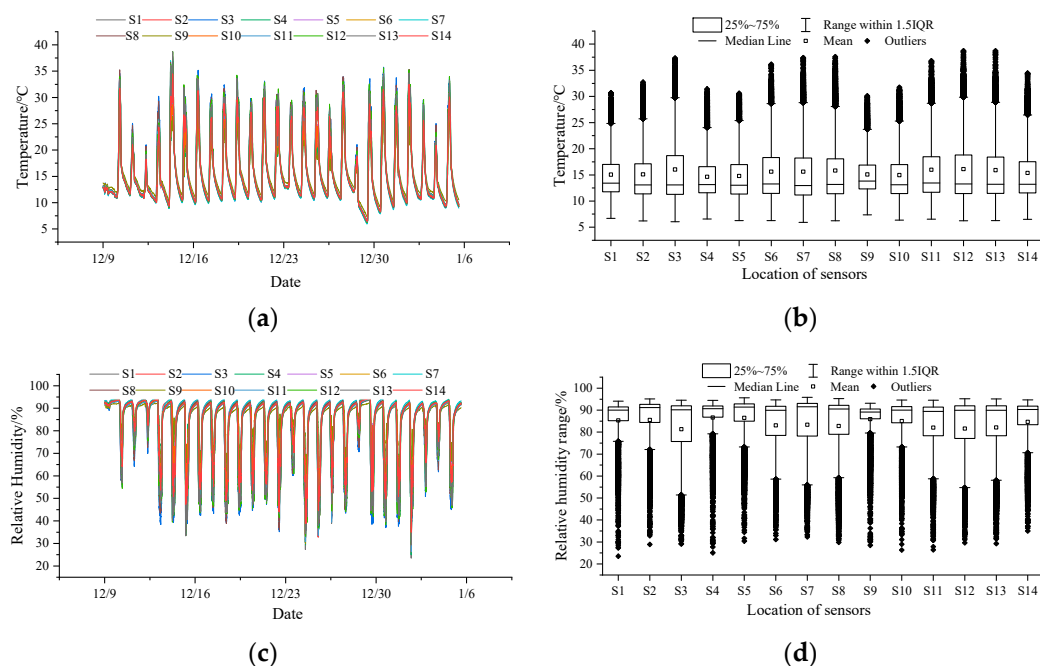 S1 S2 S3 S4 S5 S6 S7
S8 S9 S10 S11 S12 S13 S14
Temperature/°C
40
35
30
25
20
15
10
5
12/9 12/16 12/23 12/30 1/6
Date
(a)
25%~75% Range within 1.5IQR
Median Line Mean Outliers
Temperature/°C
40
35
30
25
20
15
10
5
S1 S2 S3 S4 S5 S6 S7 S8 S9 S10 S11 S12 S13 S14
Location of sensors
(b)
S1 S2 S3 S4 S5 S6 S7
S8 S9 S10 S11 S12 S13 S14
Relative Humidity/%
100
90
80
70
60
50
40
30
20
12/9 12/16 12/23 12/30 1/6
Date
(c)
25%~75% Range within 1.5IQR
Median Line Mean Outliers
Relative humidity range/%
100
90
80
70
60
50
40
30
20
S1 S2 S3 S4 S5 S6 S7 S8 S9 S10 S11 S12 S13 S14
Location of sensors
(d)